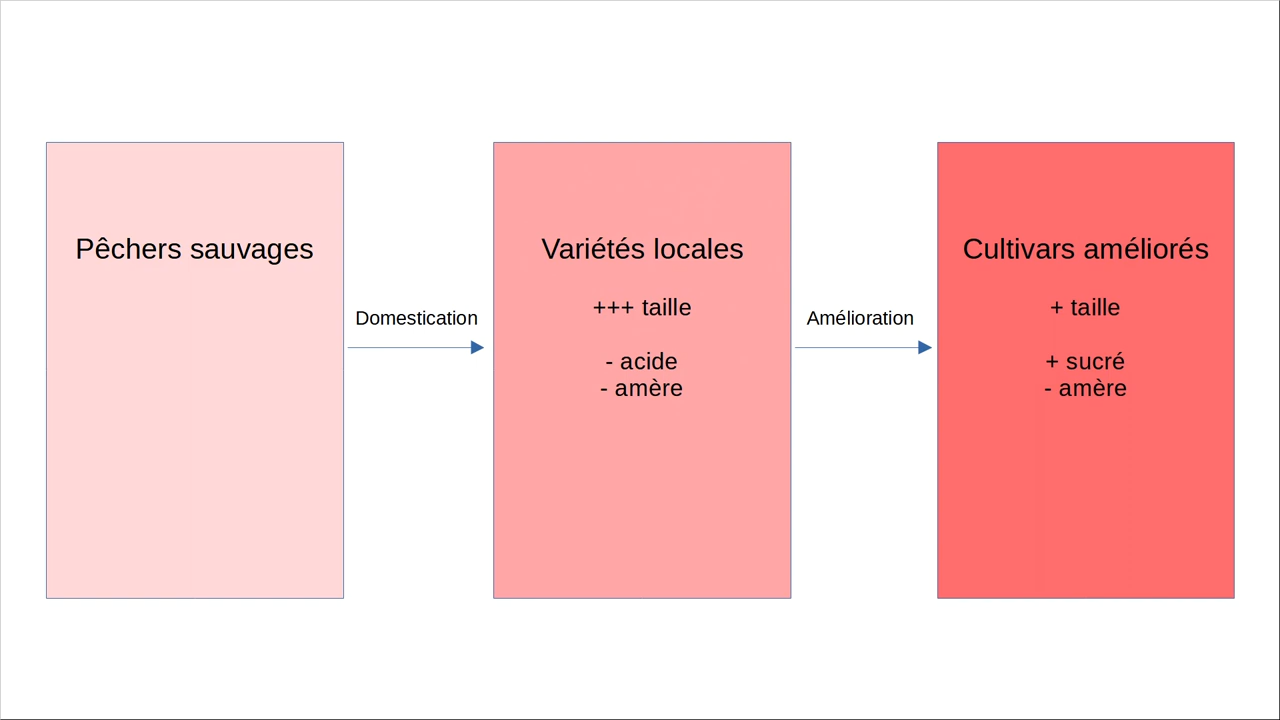 Pêchers sauvages
Domestication
Variétés locales
+++ taille
- acide
- amère
Amélioration
Cultivars améliorés
+ taille
+ sucré
- amère